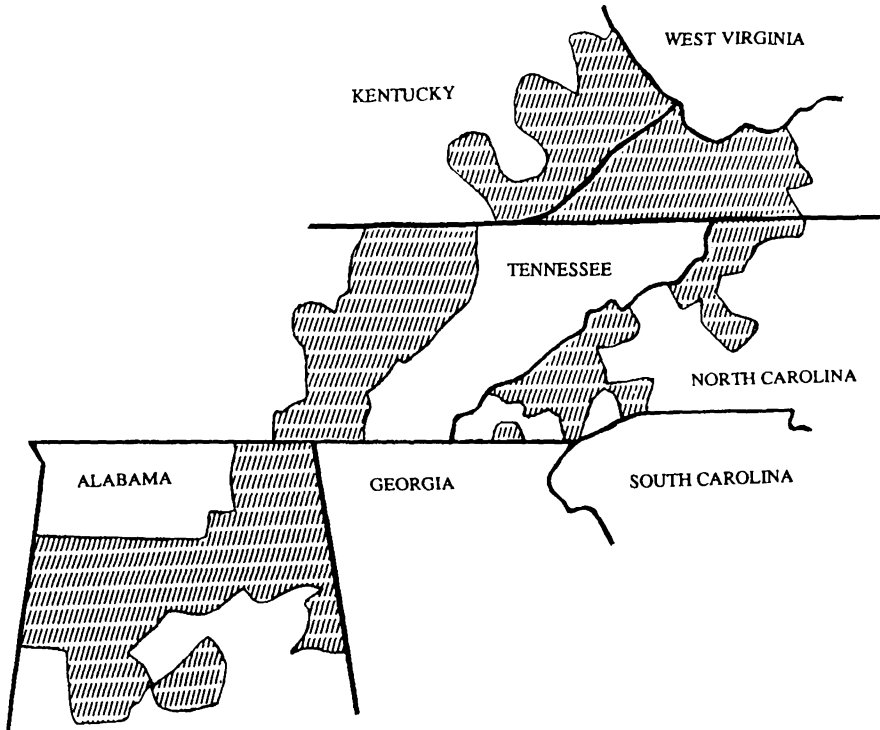 WEST VIRGINIA
KENTUCKY
TENNESSEE
NORTH CAROLINA
ALABAMA
GEORGIA
SOUTH CAROLINA